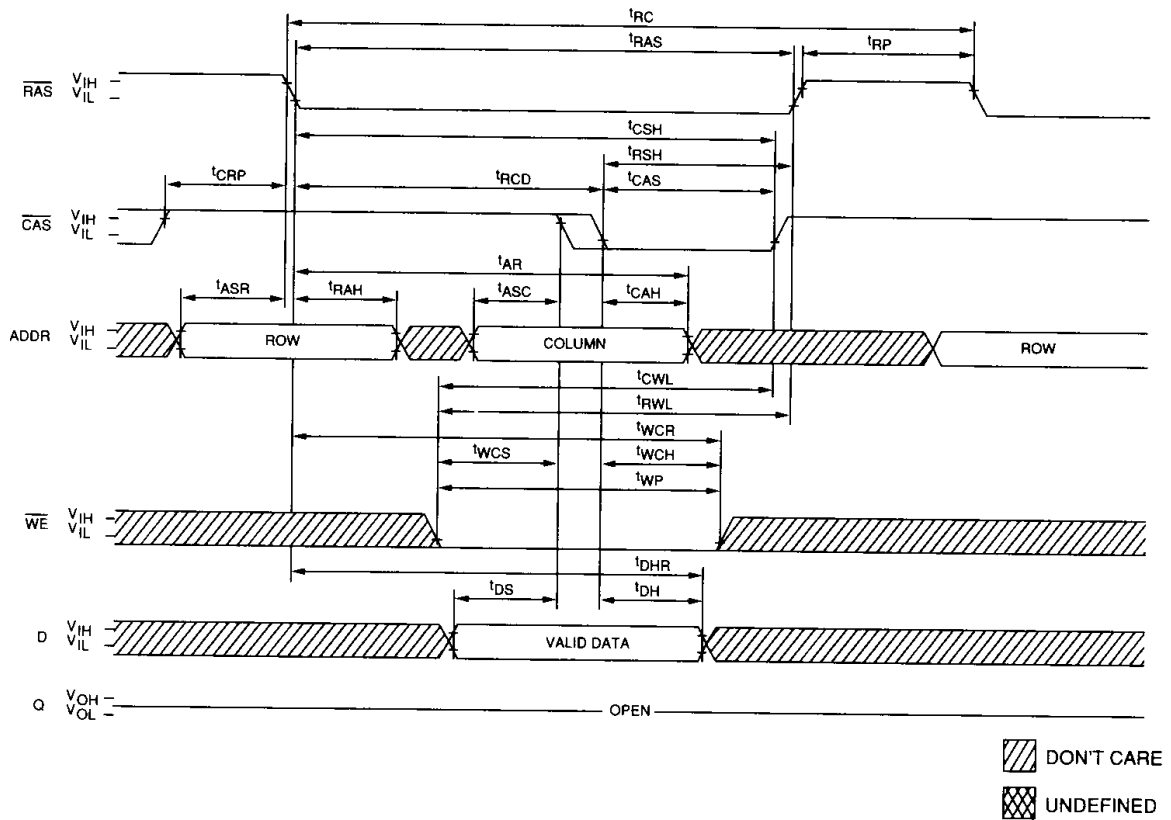 tRC
tRAS
tRP
RAS VIH
VIL
tCSH
tRSH
tCRP
tRCD
tCAS
CAS VIH
VIL
tAR
tASR
tRAH
tASC
tCAH
ADDR VIH
VIL
ROW
COLUMN
ROW
tCWL
tRWL
tWCR
tWCS
tWCH
tWP
WE VIH
VIL
tDHR
tDS
tDH
D VIH
VIL
VALID DATA
Q VOH
VOL
OPEN
DON'T CARE
UNDEFINED